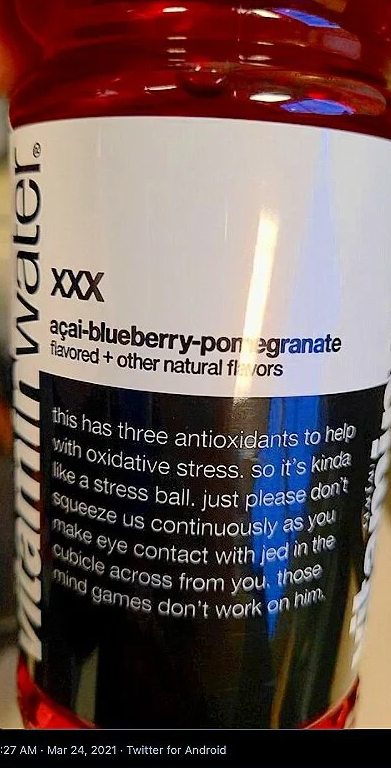 vitaminwater®
XXX
açai-blueberry-pomegranate
flavored + other natural flavors
this has three antioxidants to help
with oxidative stress. so it's kinda
like a stress ball. just please don't
squeeze us continuously as you
make eye contact with jed in the
cubicle across from you. those
mind games don't work on him.
:27 AM · Mar 24, 2021 · Twitter for Android